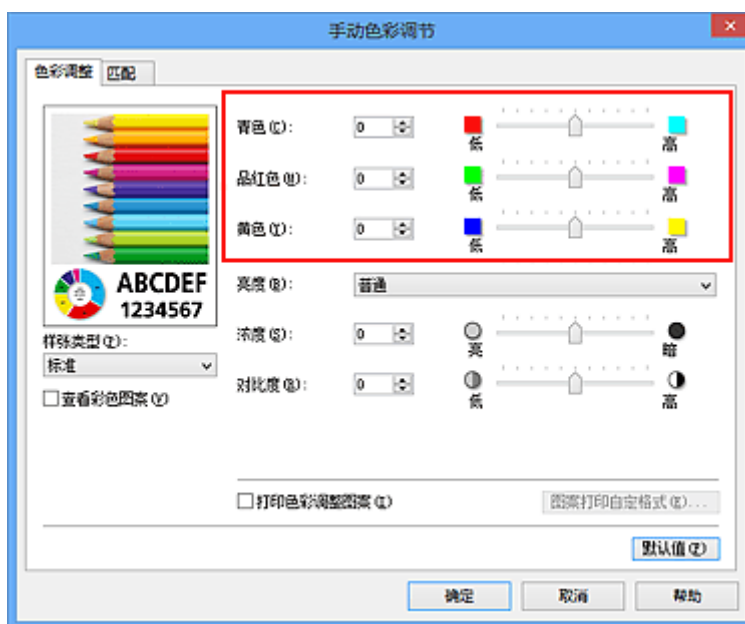 手动色彩调节
色彩调整 匹配
青色(C): 0 低 高
品红色(M): 0 低 高
黄色(Y): 0 低 高
ABCDEF
1234567
亮度(B): 普通
样张类型(L):
标准
浓度(S): 0 亮 暗
查看彩色图案(V)
对比度(R): 0 低 高
打印色彩调整图案(I) 图案打印自定格式(E)...
默认值(Z)
确定 取消 帮助